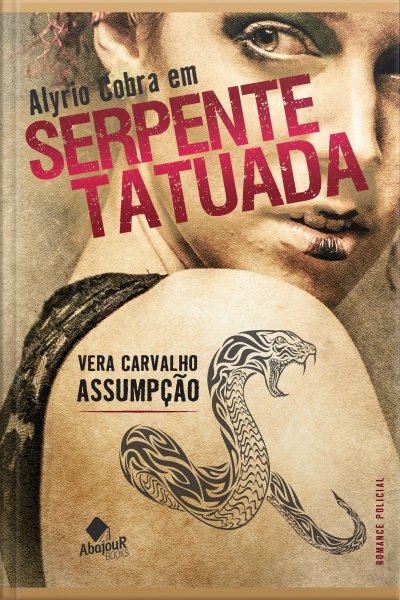 Alyrio Cobra em
SERPENTE
TATUADA
VERA CARVALHO
ASSUMPÇÃO
ROMANCE POLICIAL
AbajouR
BOOKS